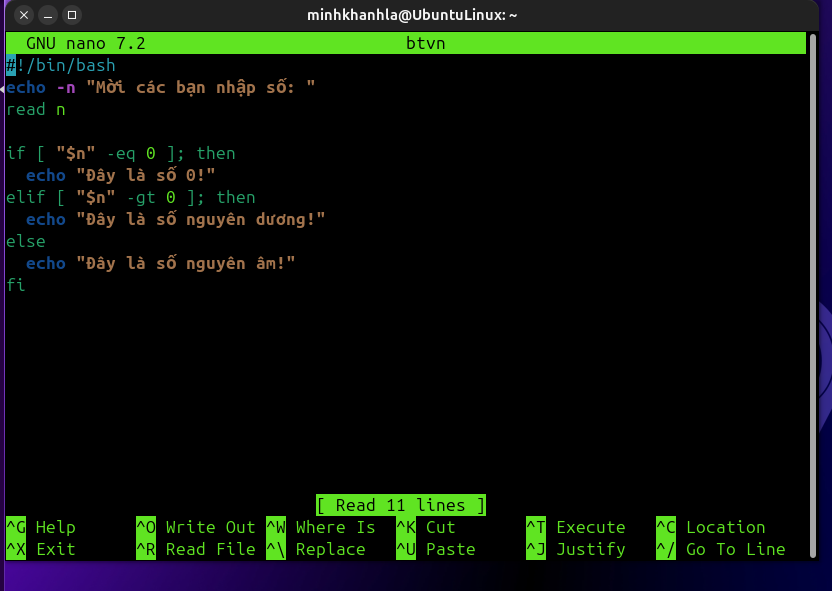 minhkhanhla@UbuntuLinux: ~
GNU nano 7.2 btvn
#!/bin/bash
echo -n "Mời các bạn nhập số: "
read n

if [ "$n" -eq 0 ]; then
  echo "Đây là số 0!"
elif [ "$n" -gt 0 ]; then
  echo "Đây là số nguyên dương!"
else
  echo "Đây là số nguyên âm!"
fi
[ Read 11 lines ]
^G Help ^O Write Out ^W Where Is ^K Cut ^T Execute ^C Location
^X Exit ^R Read File ^\ Replace ^U Paste ^J Justify ^/ Go To Line